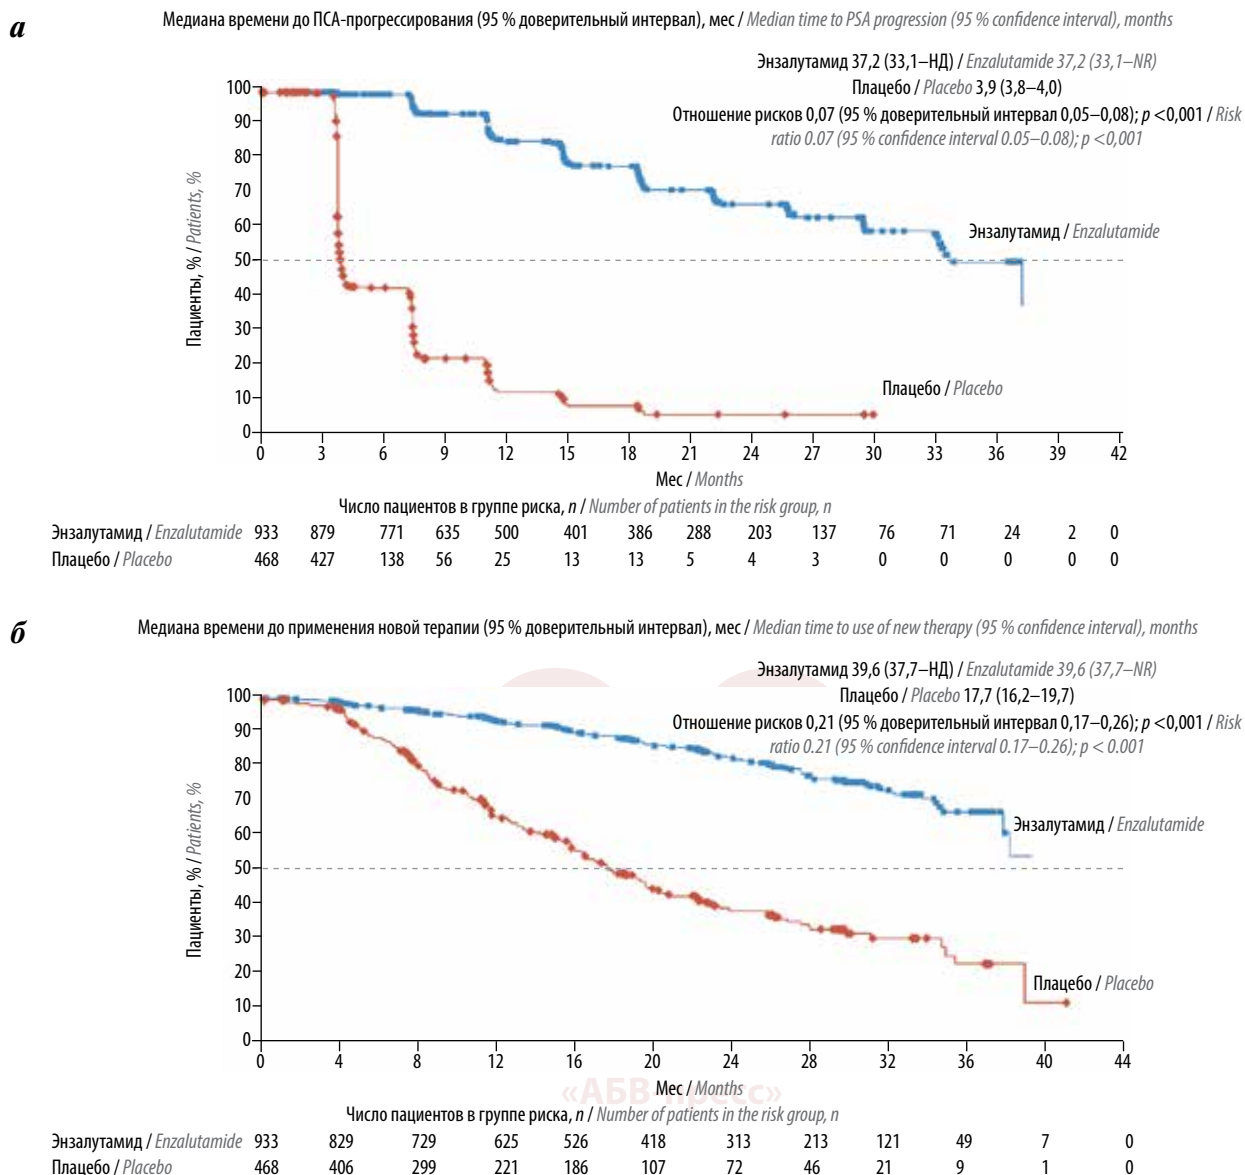 а
Медиана времени до ПСА-прогрессирования (95 % доверительный интервал), мес / Median time to PSA progression (95 % confidence interval), months
Энзалутамид 37,2 (33,1–НД) / Enzalutamide 37,2 (33,1–NR)
Плацебо / Placebo 3,9 (3,8–4,0)
Отношение рисков 0,07 (95 % доверительный интервал 0,05–0,08); p <0,001 / Risk
ratio 0.07 (95 % confidence interval 0.05–0.08); p <0,001
Пациенты, % / Patients, %
100
90
80
70
60
50
40
30
20
10
0
Энзалутамид / Enzalutamide
Плацебо / Placebo
0 3 6 9 12 15 18 21 24 27 30 33 36 39 42
Мес / Months
Число пациентов в группе риска, n / Number of patients in the risk group, n
Энзалутамид / Enzalutamide 933 879 771 635 500 401 386 288 203 137 76 71 24 2 0
Плацебо / Placebo 468 427 138 56 25 13 13 5 4 3 0 0 0 0 0
б
Медиана времени до применения новой терапии (95 % доверительный интервал), мес / Median time to use of new therapy (95 % confidence interval), months
Энзалутамид 39,6 (37,7–НД) / Enzalutamide 39,6 (37,7–NR)
Плацебо / Placebo 17,7 (16,2–19,7)
Отношение рисков 0,21 (95 % доверительный интервал 0,17–0,26); p <0,001 / Risk
ratio 0.21 (95 % confidence interval 0.17–0.26); p < 0.001
Пациенты, % / Patients, %
100
90
80
70
60
50
40
30
20
10
0
Энзалутамид / Enzalutamide
Плацебо / Placebo
0 4 8 12 16 20 24 28 32 36 40 44
Мес / Months
«АБВ-пресс»
Число пациентов в группе риска, n / Number of patients in the risk group, n
Энзалутамид / Enzalutamide 933 829 729 625 526 418 313 213 121 49 7 0
Плацебо / Placebo 468 406 299 221 186 107 72 46 21 9 1 0